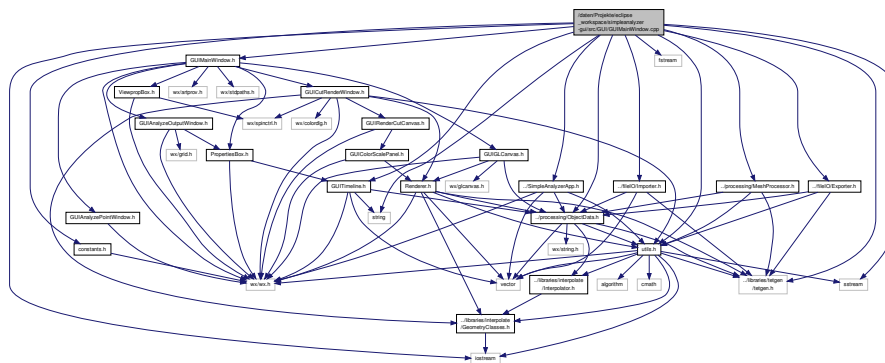 /daten/Projekte/eclipse
_workspace/simpleanalyzer
-gui/src/GUI/GUIMainWindow.cpp
GUIMainWindow.h
fstream
ViewpropBox.h
wx/artprov.h
wx/stdpaths.h
GUICutRenderWindow.h
GUIAnalyzeOutputWindow.h
wx/spinctrl.h
wx/colordlg.h
GUIRenderCutCanvas.h
wx/grid.h
PropertiesBox.h
GUIColorScalePanel.h
GUIGLCanvas.h
GUITimeline.h
Renderer.h
wx/glcanvas.h
../SimpleAnalyzerApp.h
../fileIO/Importer.h
../processing/MeshProcessor.h
../fileIO/Exporter.h
GUIAnalyzePointWindow.h
string
../processing/ObjectData.h
constants.h
wx/string.h
utils.h
wx/wx.h
vector
../libraries/interpolate
/Interpolator.h
algorithm
cmath
../libraries/tetgen
/tetgen.h
sstream
../libraries/interpolate
/GeometryClasses.h
iostream